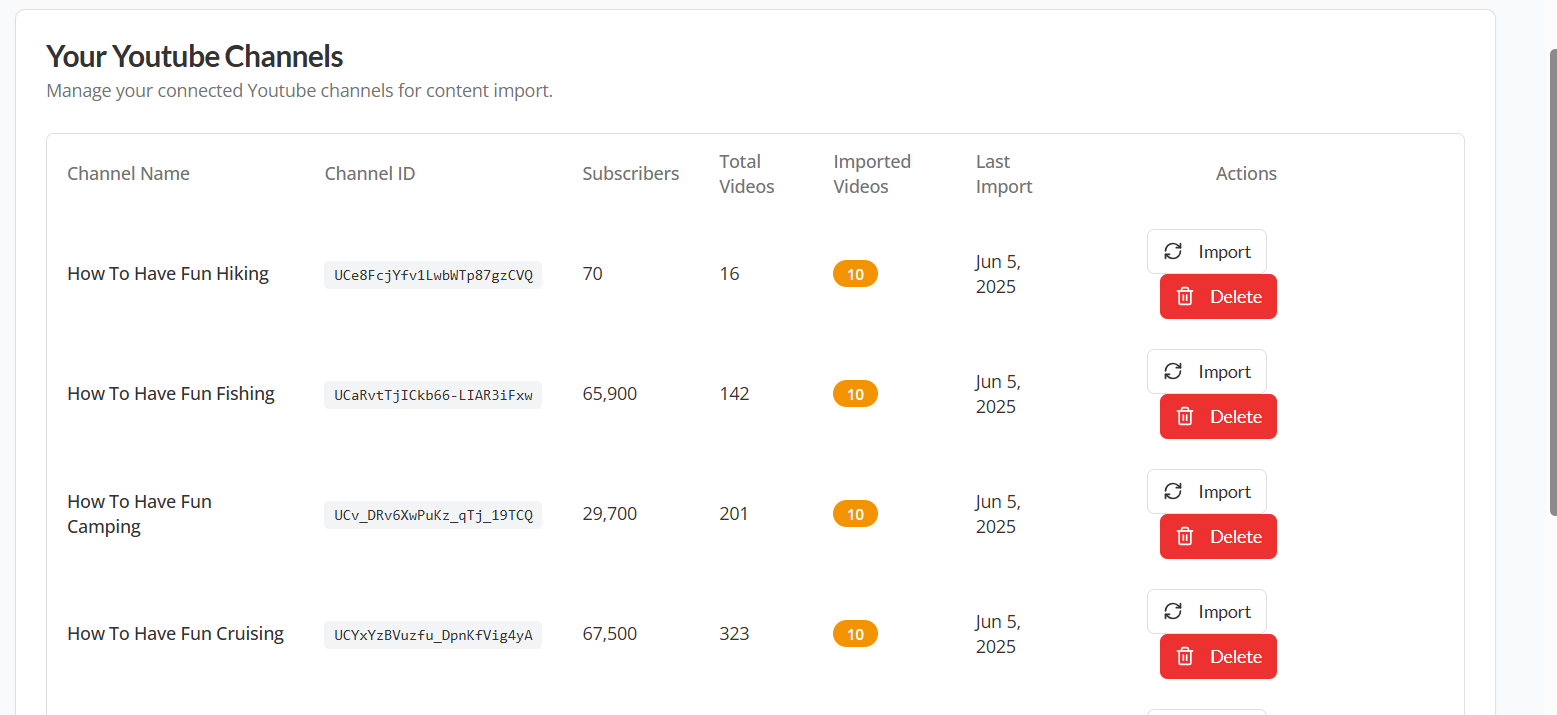 Your Youtube Channels
Manage your connected Youtube channels for content import.
Channel Name Channel ID Subscribers Total Videos Imported Videos Last Import Actions
How To Have Fun Hiking UCe8FcjYfv1LwbWTp87gzCVQ 70 16 10 Jun 5, 2025 Import
Delete
How To Have Fun Fishing UCaRvtTjICkb66-LIAR3iFxw 65,900 142 10 Jun 5, 2025 Import
Delete
How To Have Fun Camping UCv_DRv6XwPuKz_qTj_19TCQ 29,700 201 10 Jun 5, 2025 Import
Delete
How To Have Fun Cruising UCYxYzBVuzfu_DpnKfVig4yA 67,500 323 10 Jun 5, 2025 Import
Delete